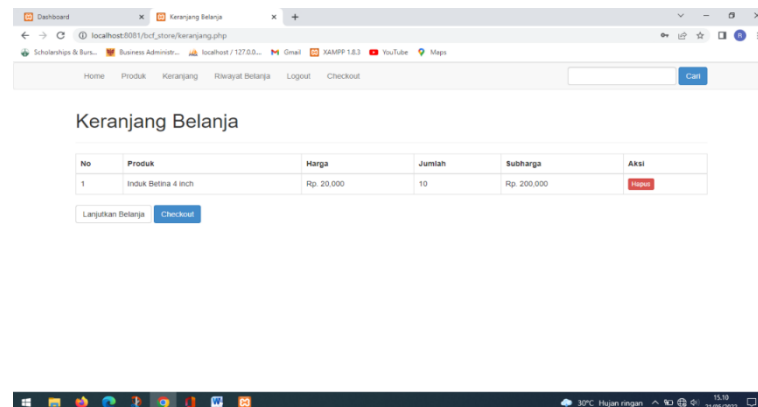 Dashboard Keranjang Belanja
localhost:8081/bcf_store/keranjang.php
Scholarships & Burs... Business Administr... localhost / 127.0.0... Gmail XAMPP 1.8.3 YouTube Maps
Home Produk Keranjang Riwayat Belanja Logout Checkout Cari
Keranjang Belanja
No Produk Harga Jumlah Subharga Aksi
1 Induk Betina 4 inch Rp. 20,000 10 Rp. 200,000 Hapus
Lanjutkan Belanja Checkout
30°C Hujan ringan 15.10